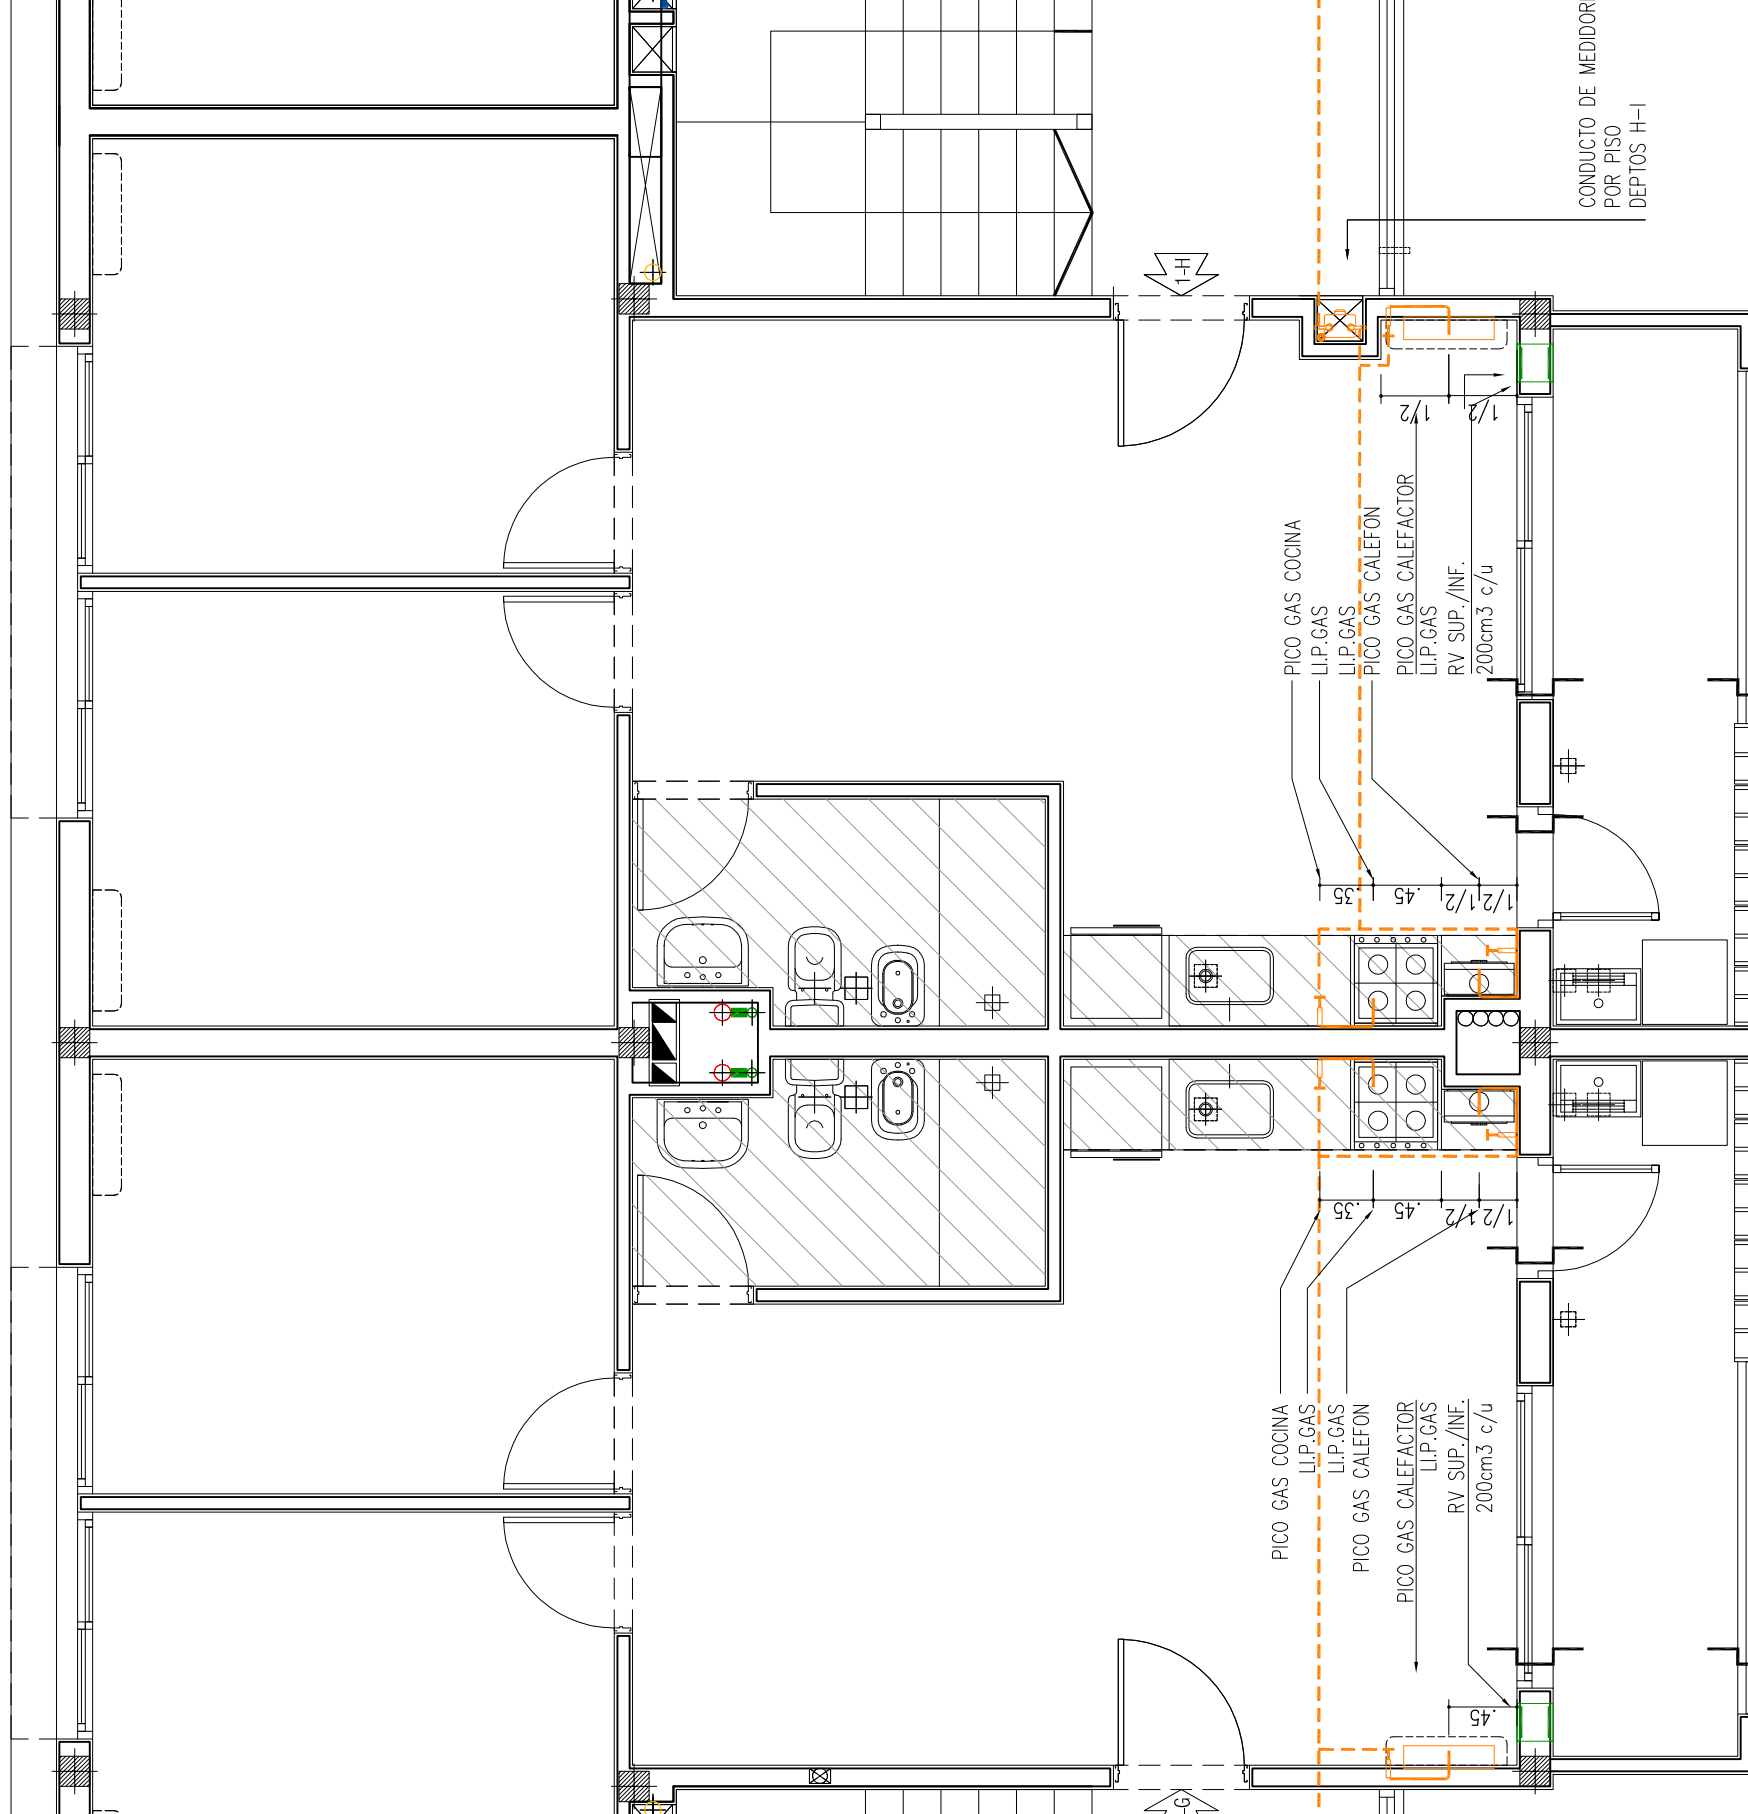 CONDUCTO DE
POR PISO
DEPTOS H-I
1-H
1/2
1/2
PICO GAS COCINA
LI.P.GAS
LI.P.GAS
PICO GAS CALEFON
PICO GAS CALEFACTOR
LI.P.GAS
RV SUP./INF.
200cm3 c/u
.35
.45
1/2
1/2
.35
.45
1/2
1/2
PICO GAS COCINA
LI.P.GAS
LI.P.GAS
PICO GAS CALEFON
PICO GAS CALEFACTOR
LI.P.GAS
RV SUP./INF.
200cm3 c/u
.45
-G